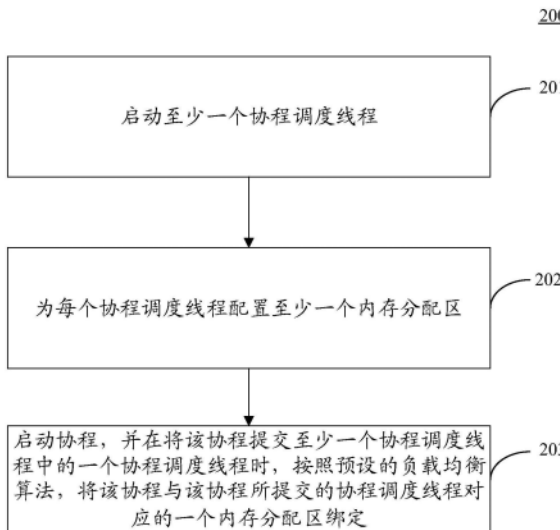 200
启动至少一个协程调度线程
201
为每个协程调度线程配置至少一个内存分配区
202
启动协程，并在将该协程提交至少一个协程调度线
程中的一个协程调度线程时，按照预设的负载均衡
算法，将该协程与该协程所提交的协程调度线程对
应的一个内存分配区绑定
203